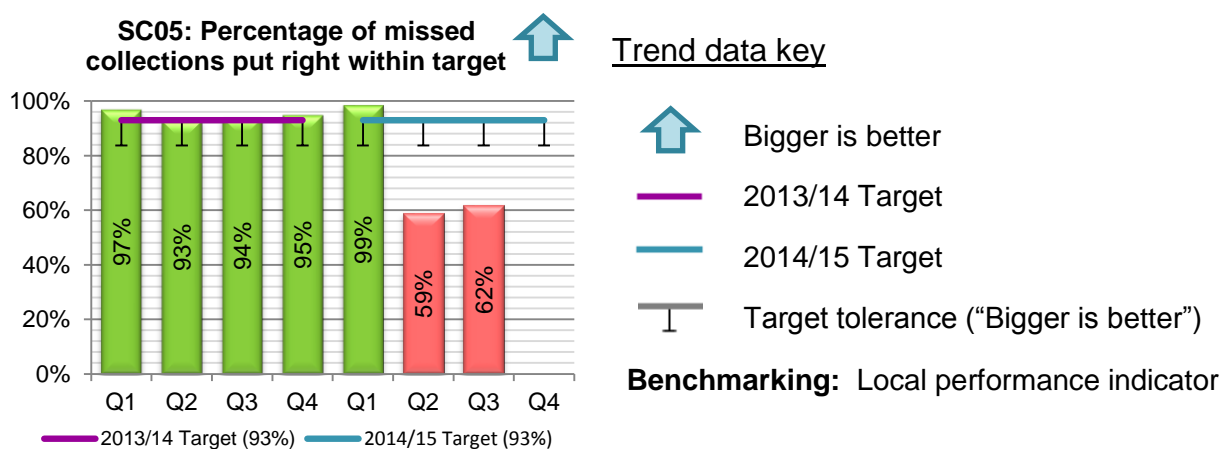 SC05: Percentage of missed
collections put right within target
100%
80%
60%
40%
20%
0%
97%
93%
94%
95%
99%
59%
62%
Q1 Q2 Q3 Q4 Q1 Q2 Q3 Q4
2013/14 Target (93%) 2014/15 Target (93%)
Trend data key
Bigger is better
2013/14 Target
2014/15 Target
Target tolerance (“Bigger is better”)
Benchmarking: Local performance indicator